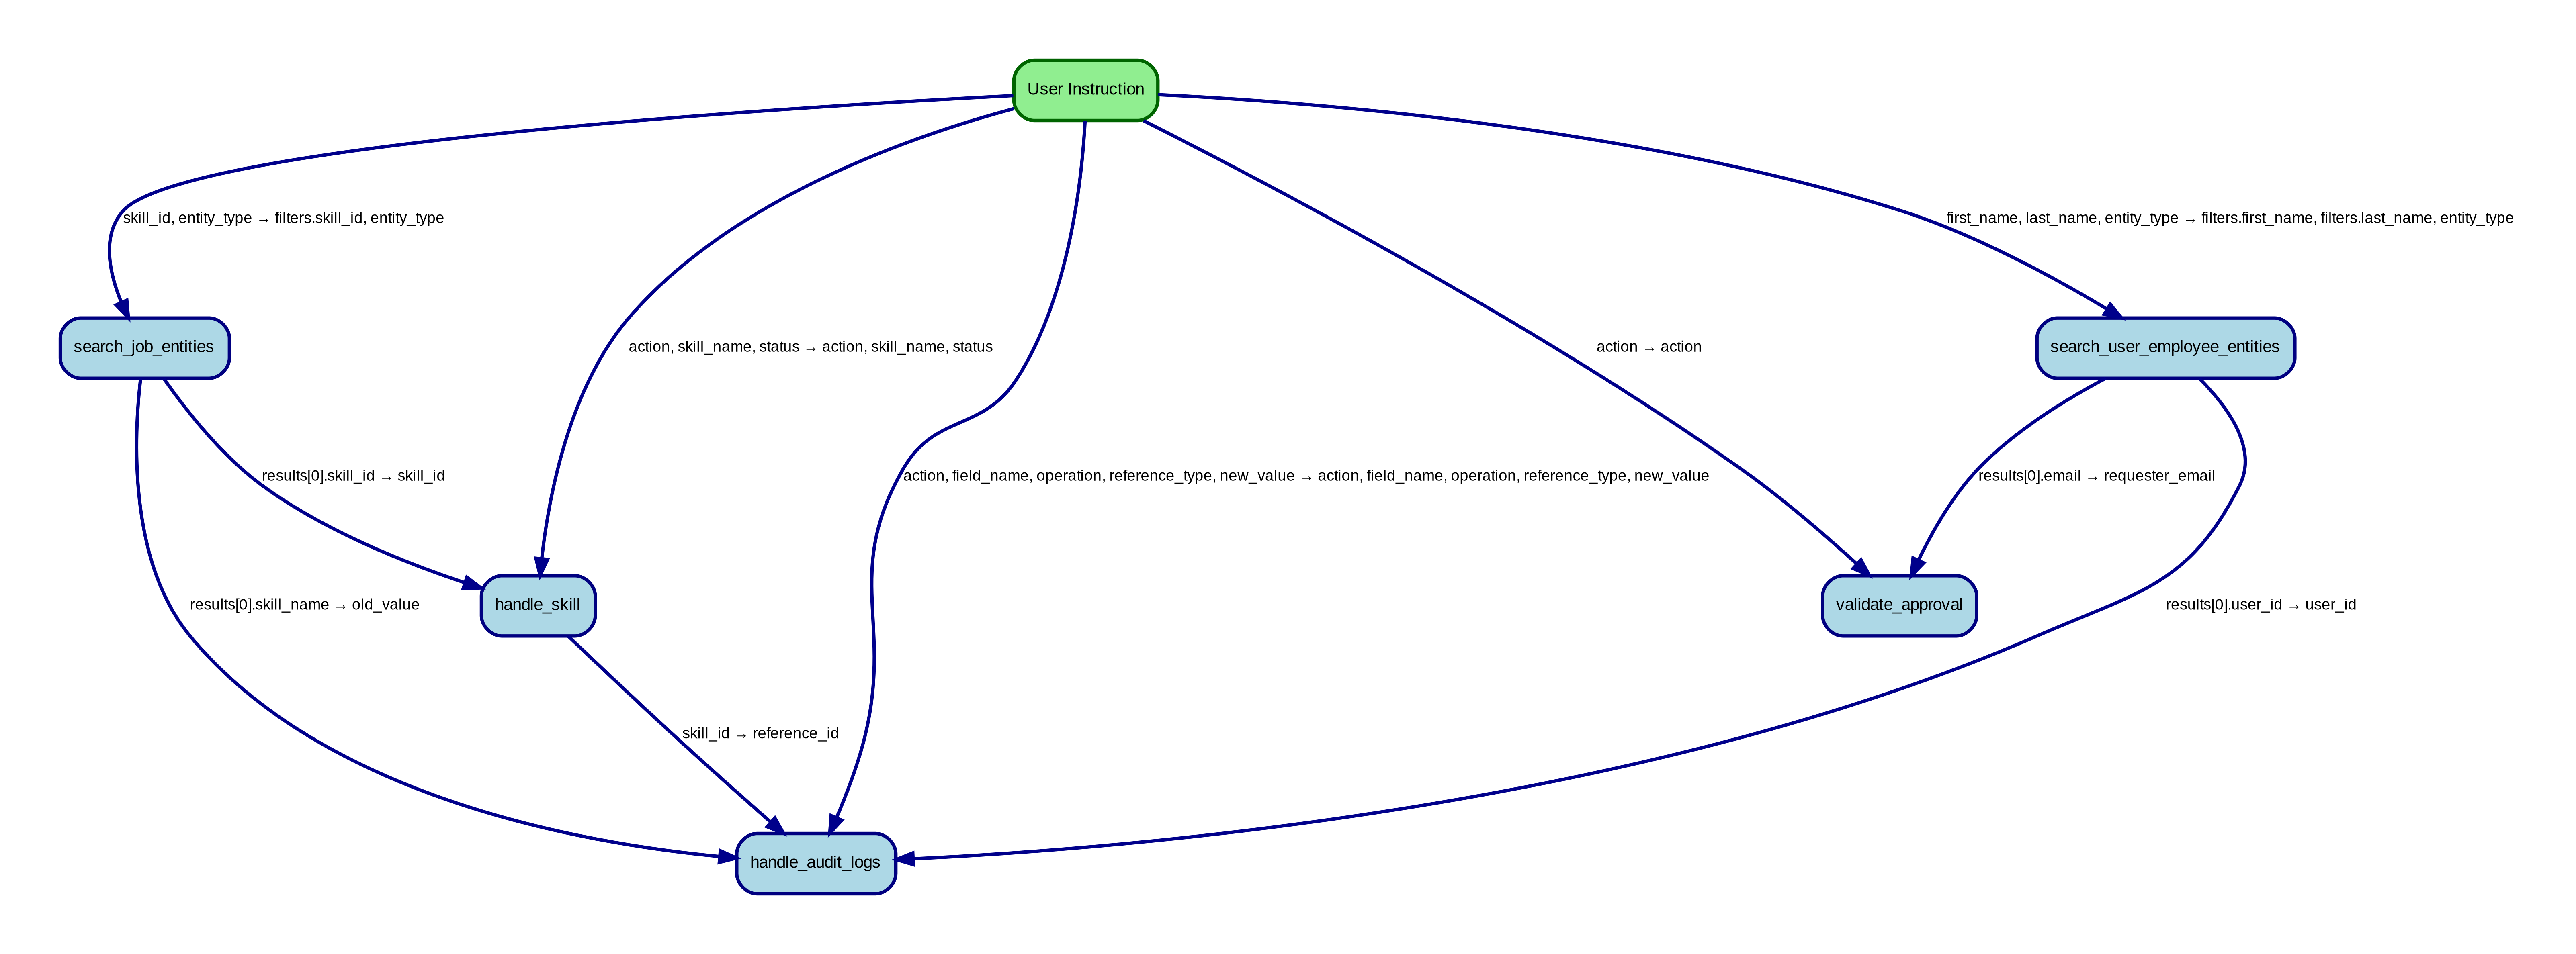 User Instruction
skill_id, entity_type → filters.skill_id, entity_type
first_name, last_name, entity_type → filters.first_name, filters.last_name, entity_type
search_job_entities
action, skill_name, status → action, skill_name, status
action → action
search_user_employee_entities
results[0].skill_id → skill_id
action, field_name, operation, reference_type, new_value → action, field_name, operation, reference_type, new_value
results[0].email → requester_email
results[0].skill_name → old_value
handle_skill
validate_approval
results[0].user_id → user_id
skill_id → reference_id
handle_audit_logs